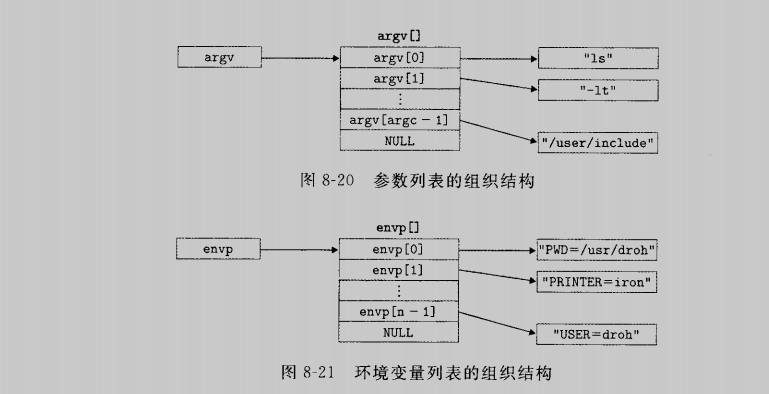 argv[]
argv
argv[0]
"ls"
argv[1]
"-lt"
⋮
argv[argc - 1]
NULL
"/user/include"
图 8-20 参数列表的组织结构
envp[]
envp
envp[0]
"PWD=/usr/droh"
envp[1]
"PRINTER=iron"
⋮
envp[n - 1]
NULL
"USER=droh"
图 8-21 环境变量列表的组织结构